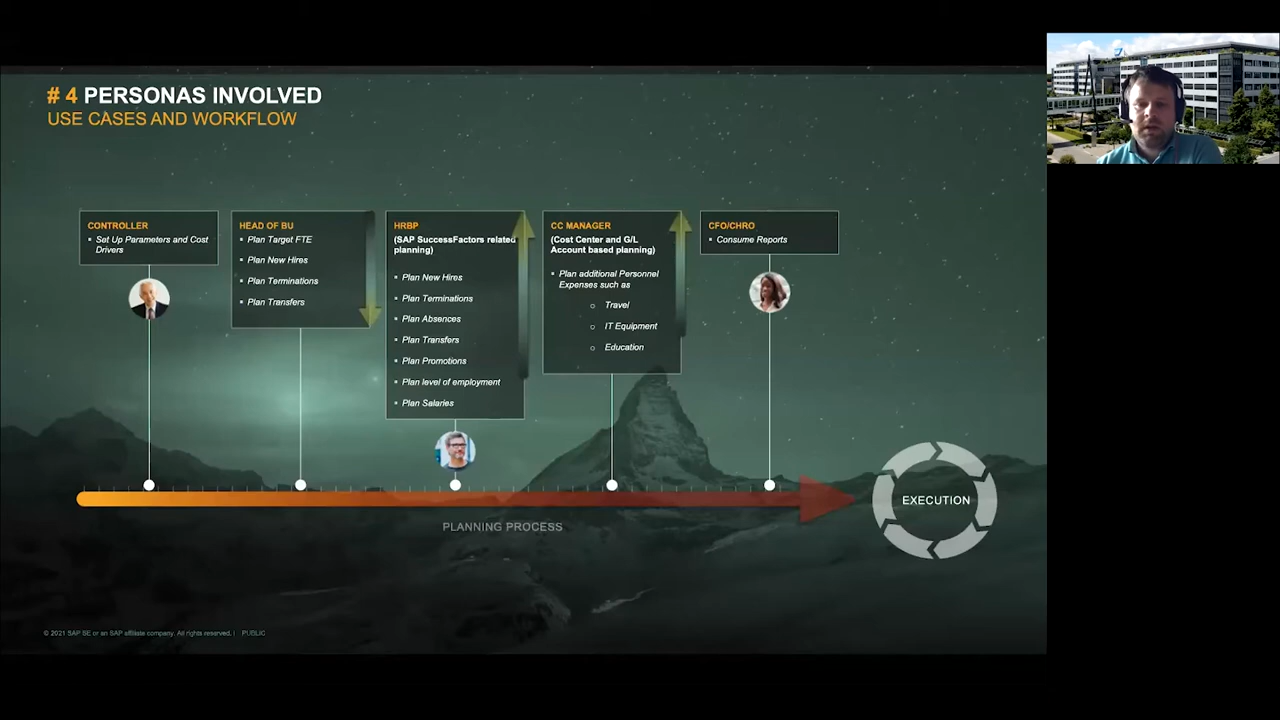 # 4 PERSONAS INVOLVED
USE CASES AND WORKFLOW
CONTROLLER
▪ Set Up Parameters and Cost
Drivers
HEAD OF BU
▪ Plan Target FTE
▪ Plan New Hires
▪ Plan Terminations
▪ Plan Transfers
HRBP
(SAP SuccessFactors related
planning)
▪ Plan New Hires
▪ Plan Terminations
▪ Plan Absences
▪ Plan Transfers
▪ Plan Promotions
▪ Plan level of employment
▪ Plan Salaries
CC MANAGER
(Cost Center and G/L
Account based planning)
▪ Plan additional Personnel
Expenses such as
o Travel
o IT Equipment
o Education
CFO/CHRO
▪ Consume Reports
EXECUTION
PLANNING PROCESS
© 2021 SAP SE or an SAP affiliate company. All rights reserved. | PUBLIC